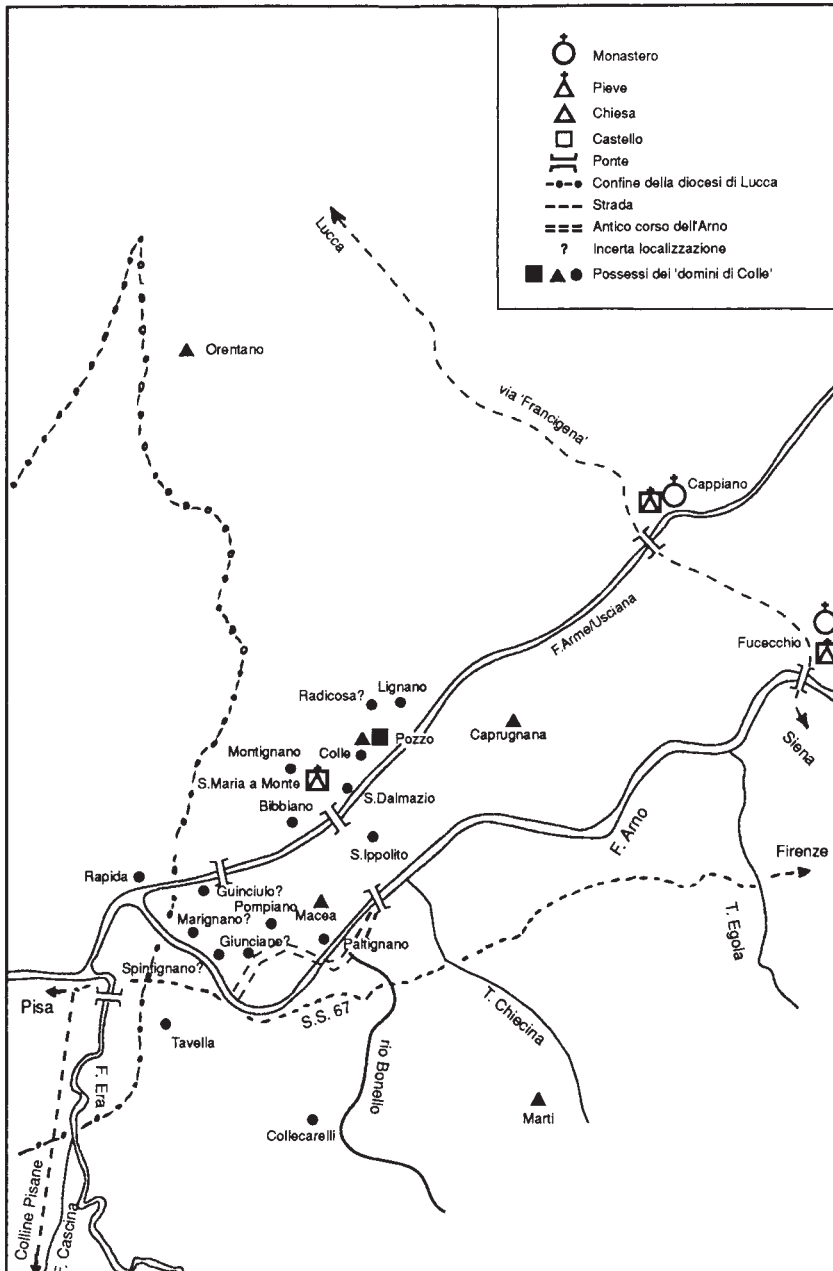 Monastero
Pieve
Chiesa
Castello
Ponte
Confine della diocesi di Lucca
Strada
Antico corso dell'Arno
? Incerta localizzazione
Possessi dei 'domini di Colle'
Lucca
Orentano
via 'Francigena'
Cappiano
F.Arme/Usciana
Fucecchio
Siena
Radicosa?
Lignano
Caprugnana
Pozzo
Colle
Montignano
S.Maria a Monte
S.Dalmazio
Bibbiano
S.Ippolito
F. Arno
Firenze
Rapida
Guinciulo?
Pompiano
Macea
Marignano?
Giunciano?
Paltignano
Spinfignano?
T. Egola
Pisa
S.S. 67
T. Chiecina
Tavella
F. Era
rio Bonello
Marti
Collecarelli
Colline Pisane
F. Cascina